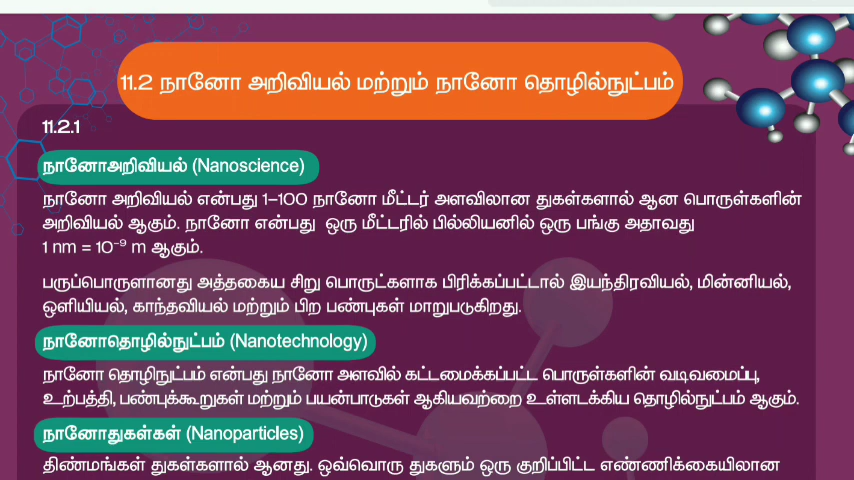 11.2 நானோ அறிவியல் மற்றும் நானோ தொழில்நுட்பம்
11.2.1
நானோஅறிவியல் (Nanoscience)
நானோ அறிவியல் என்பது 1–100 நானோ மீட்டர் அளவிலான துகள்களால் ஆன பொருள்களின்
அறிவியல் ஆகும். நானோ என்பது ஒரு மீட்டரில் பில்லியனில் ஒரு பங்கு அதாவது
1 nm = 10⁻⁹ m ஆகும்.
பருப்பொருளானது அத்தகைய சிறு பொருட்களாக பிரிக்கப்பட்டால் இயந்திரவியல், மின்னியல்,
ஒளியியல், காந்தவியல் மற்றும் பிற பண்புகள் மாறுபடுகிறது.
நானோதொழில்நுட்பம் (Nanotechnology)
நானோ தொழிநுட்பம் என்பது நானோ அளவில் கட்டமைக்கப்பட்ட பொருள்களின் வடிவமைப்பு,
உற்பத்தி, பண்புக்கூறுகள் மற்றும் பயன்பாடுகள் ஆகியவற்றை உள்ளடக்கிய தொழில்நுட்பம் ஆகும்.
நானோதுகள்கள் (Nanoparticles)
திண்மங்கள் துகள்களால் ஆனது. ஒவ்வொரு துகளும் ஒரு குறிப்பிட்ட எண்ணிக்கையிலான